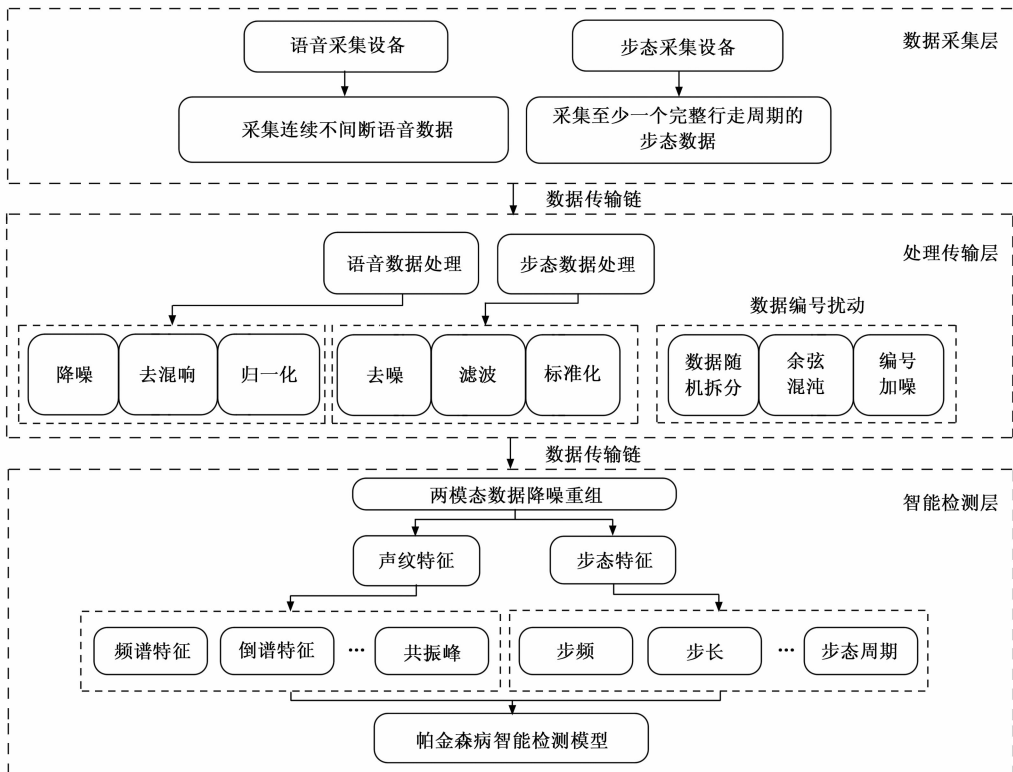 数据采集层
语音采集设备
步态采集设备
采集连续不间断语音数据
采集至少一个完整行走周期的
步态数据
数据传输链
处理传输层
语音数据处理
步态数据处理
数据编号扰动
降噪
去混响
归一化
去噪
滤波
标准化
数据随
机拆分
余弦
混沌
编号
加噪
数据传输链
智能检测层
两模态数据降噪重组
声纹特征
步态特征
频谱特征
倒谱特征
···
共振峰
步频
步长
···
步态周期
帕金森病智能检测模型